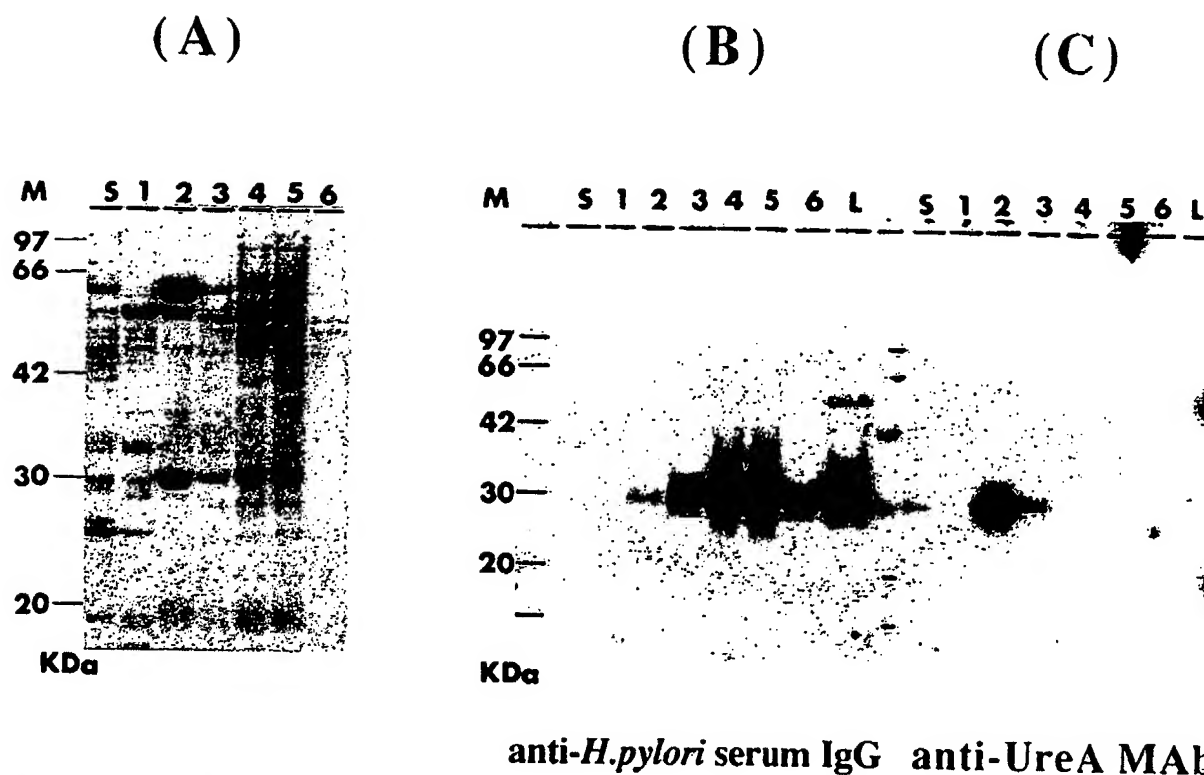 (A)
(B)
(C)
M S 1 2 3 4 5 6
97
66
42
30
20
KDa
M S 1 2 3 4 5 6 L S 1 2 3 4 5 6 L
97
66
42
30
20
KDa
anti-H.pylori serum IgG anti-UreA MAb